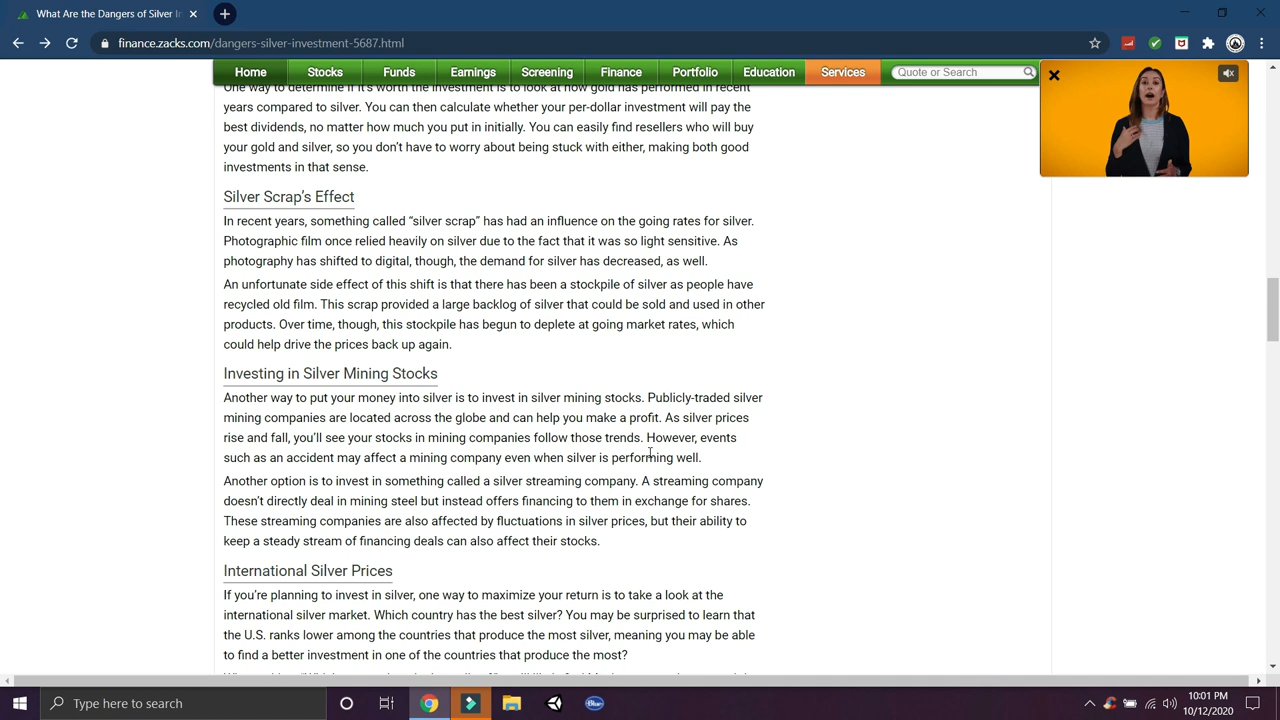 What Are the Dangers of Silver I
finance.zacks.com/dangers-silver-investment-5687.html
Home Stocks Funds Earnings Screening Finance Portfolio Education Services Quote or Search
One way to determine if it's worth the investment is to look at how gold has performed in recent
years compared to silver. You can then calculate whether your per-dollar investment will pay the
best dividends, no matter how much you put in initially. You can easily find resellers who will buy
your gold and silver, so you don't have to worry about being stuck with either, making both good
investments in that sense.
Silver Scrap's Effect
In recent years, something called “silver scrap” has had an influence on the going rates for silver.
Photographic film once relied heavily on silver due to the fact that it was so light sensitive. As
photography has shifted to digital, though, the demand for silver has decreased, as well.
An unfortunate side effect of this shift is that there has been a stockpile of silver as people have
recycled old film. This scrap provided a large backlog of silver that could be sold and used in other
products. Over time, though, this stockpile has begun to deplete at going market rates, which
could help drive the prices back up again.
Investing in Silver Mining Stocks
Another way to put your money into silver is to invest in silver mining stocks. Publicly-traded silver
mining companies are located across the globe and can help you make a profit. As silver prices
rise and fall, you'll see your stocks in mining companies follow those trends. However, events
such as an accident may affect a mining company even when silver is performing well.
Another option is to invest in something called a silver streaming company. A streaming company
doesn't directly deal in mining steel but instead offers financing to them in exchange for shares.
These streaming companies are also affected by fluctuations in silver prices, but their ability to
keep a steady stream of financing deals can also affect their stocks.
International Silver Prices
If you're planning to invest in silver, one way to maximize your return is to take a look at the
international silver market. Which country has the best silver? You may be surprised to learn that
the U.S. ranks lower among the countries that produce the most silver, meaning you may be able
to find a better investment in one of the countries that produce the most?
Type here to search
Blue
10:01 PM
10/12/2020